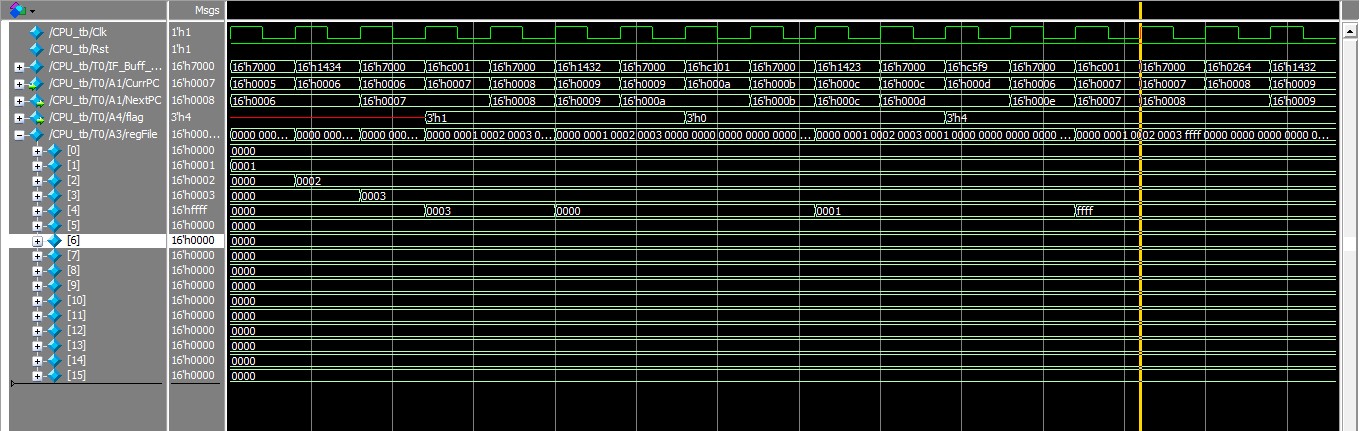 Msgs
/CPU_tb/Clk 1'h1
/CPU_tb/Rst 1'h1
/CPU_tb/T0/IF_Buff_... 16'h7000 16'h7000 16'h1434 16'h7000 16'hc001 16'h7000 16'h1432 16'h7000 16'hc101 16'h7000 16'h1423 16'h7000 16'hc5f9 16'h7000 16'hc001 16'h7000 16'h0264 16'h1432
/CPU_tb/T0/A1/CurrPC 16'h0007 16'h0005 16'h0006 16'h0006 16'h0007 16'h0008 16'h0009 16'h0009 16'h000a 16'h000b 16'h000c 16'h000c 16'h000d 16'h0006 16'h0007 16'h0007 16'h0008 16'h0009
/CPU_tb/T0/A1/NextPC 16'h0008 16'h0006 16'h0007 16'h0008 16'h0009 16'h000a 16'h000b 16'h000c 16'h000d 16'h000e 16'h0007 16'h0008 16'h0009
/CPU_tb/T0/A4/flag 3'h4 3'h1 3'h0 3'h4
/CPU_tb/T0/A3/regFile 16'h000... 0000 000... 0000 000... 0000 000... 0000 0001 0002 0003 0... 0000 0001 0002 0003 0000 0000 0000 0000 0000 ... 0000 0001 0002 0003 0001 0000 0000 0000 0000 ... 0000 0001 0002 0003 ffff 0000 0000 0000 0000 0...
[0] 16'h0000 0000
[1] 16'h0001 0001
[2] 16'h0002 0000 0002
[3] 16'h0003 0000 0003
[4] 16'hffff 0000 0003 0000 0001 ffff
[5] 16'h0000 0000
[6] 16'h0000 0000
[7] 16'h0000 0000
[8] 16'h0000 0000
[9] 16'h0000 0000
[10] 16'h0000 0000
[11] 16'h0000 0000
[12] 16'h0000 0000
[13] 16'h0000 0000
[14] 16'h0000 0000
[15] 16'h0000 0000